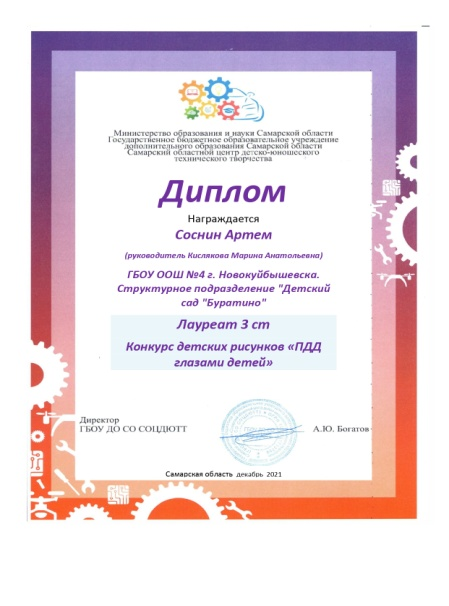 Министерство образования и науки Самарской области
Государственное бюджетное образовательное учреждение
дополнительного образования Самарской области
Самарский областной центр детско-юношеского
технического творчества
Диплом
Награждается
Соснин Артем
(руководитель Кислякова Марина Анатольевна)
ГБОУ ООШ №4 г. Новокуйбышевска.
Структурное подразделение "Детский
сад "Буратино"
Лауреат 3 ст
Конкурс детских рисунков «ПДД
глазами детей»
Директор
ГБОУ ДО СО СОЦДЮТТ
А.Ю. Богатов
Самарская область декабрь 2021